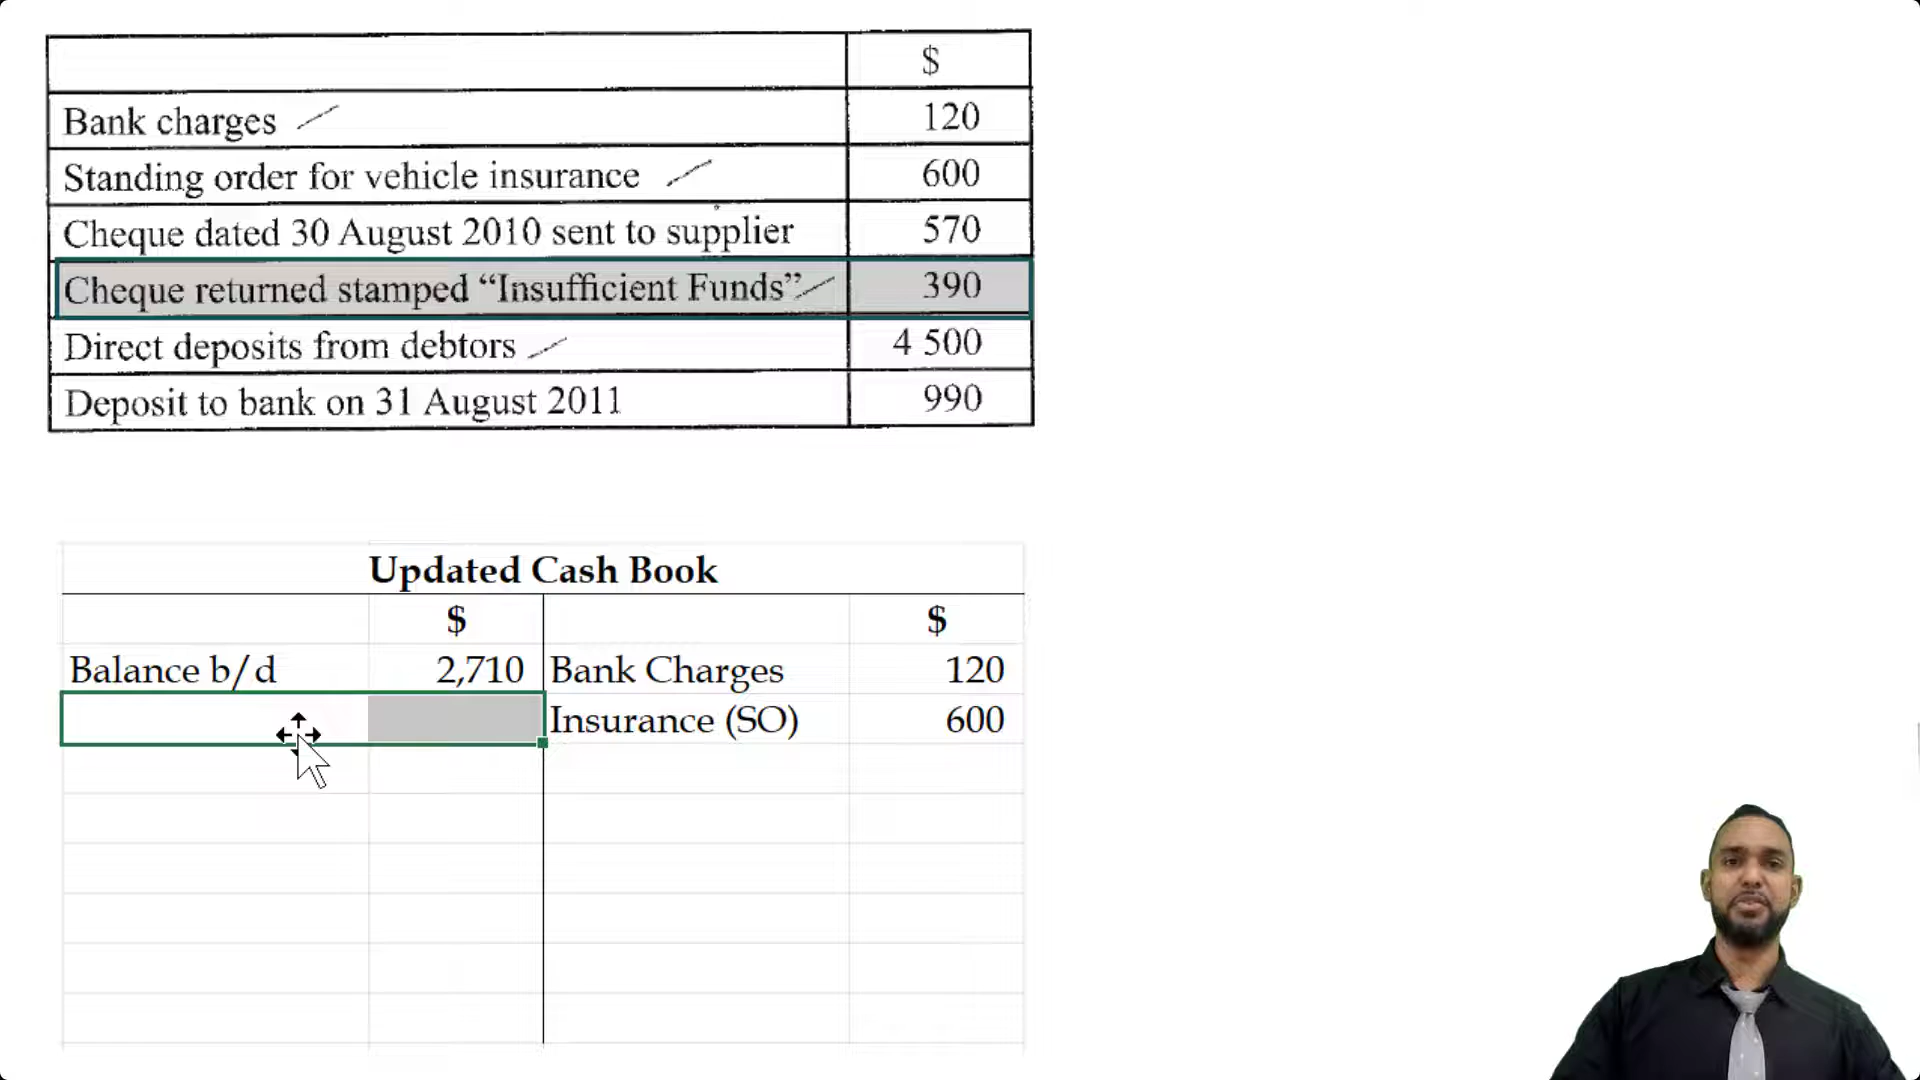 $
Bank charges 120
Standing order for vehicle insurance 600
Cheque dated 30 August 2010 sent to supplier 570
Cheque returned stamped “Insufficient Funds” 390
Direct deposits from debtors 4 500
Deposit to bank on 31 August 2011 990
Updated Cash Book
$ $
Balance b/d 2,710 Bank Charges 120
Insurance (SO) 600